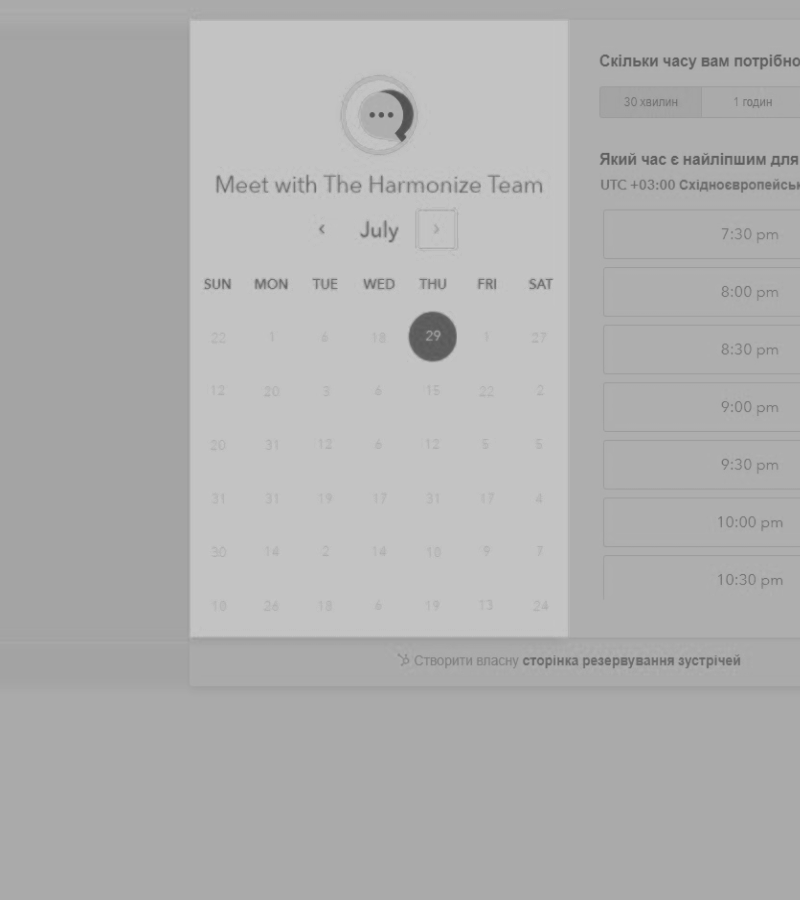 Meet with The Harmonize Team
‹ July ›
SUN MON TUE WED THU FRI SAT
22 1 6 18 29 1 27
12 20 3 6 15 22 2
20 31 12 6 12 5 5
31 31 19 17 31 17 4
30 14 2 14 18 9 7
18 26 18 6 19 13 24
Скільки часу вам потрібно
30 хвилин 1 годин
Який час є найліпшим для
UTC +03:00 Східноєвропейськ
7:30 pm
8:00 pm
8:30 pm
9:00 pm
9:30 pm
10:00 pm
10:30 pm
Створити власну сторінка резервування зустрічей